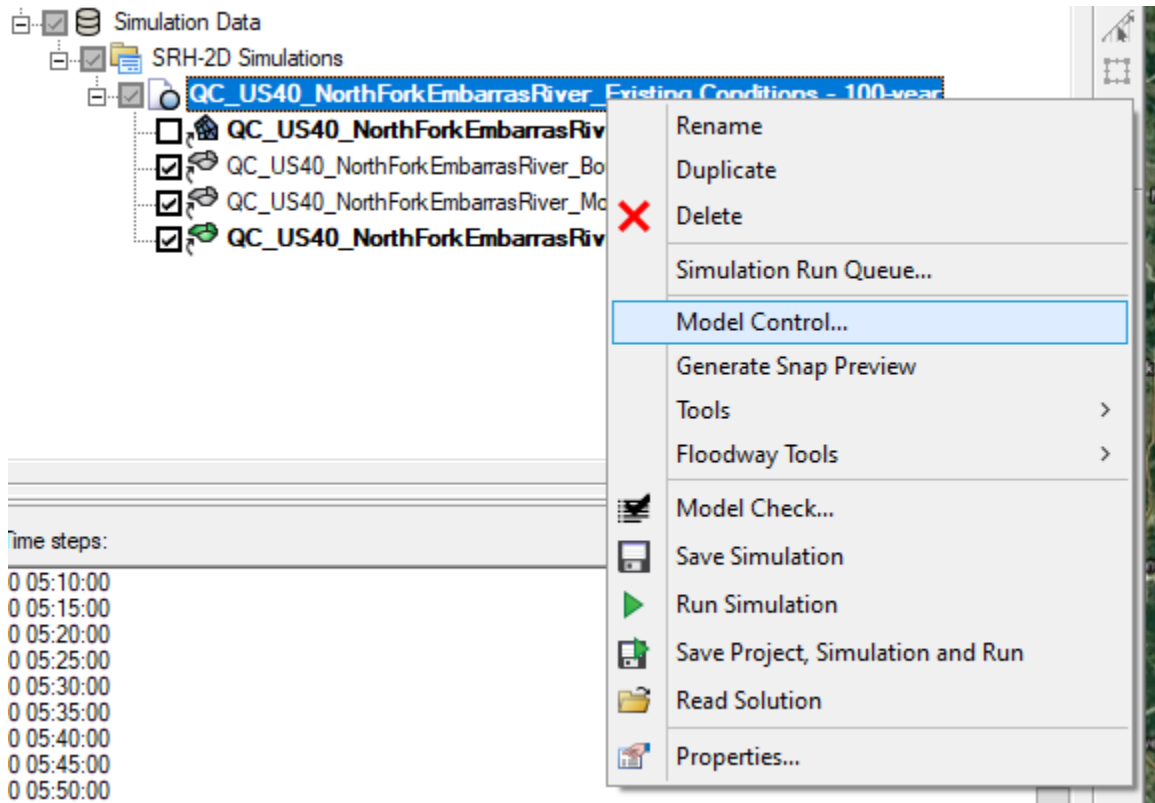 Simulation Data
SRH-2D Simulations
QC_US40_NorthForkEmbarrasRiver_Existing Conditions - 100-year
QC_US40_NorthForkEmbarrasRiv
QC_US40_NorthForkEmbarrasRiver_Bo
QC_US40_NorthForkEmbarrasRiver_Mo
QC_US40_NorthForkEmbarrasRiv
Rename
Duplicate
Delete
Simulation Run Queue...
Model Control...
Generate Snap Preview
Tools
Floodway Tools
Model Check...
Save Simulation
Run Simulation
Save Project, Simulation and Run
Read Solution
Properties...
Time steps:
0 05:10:00
0 05:15:00
0 05:20:00
0 05:25:00
0 05:30:00
0 05:35:00
0 05:40:00
0 05:45:00
0 05:50:00